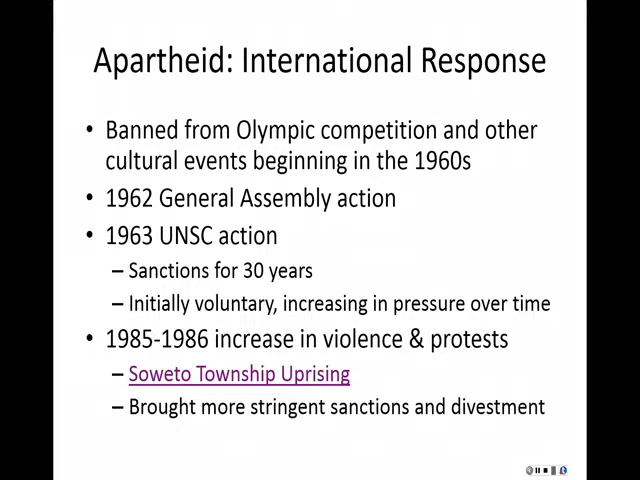 Apartheid: International Response
• Banned from Olympic competition and other
cultural events beginning in the 1960s
• 1962 General Assembly action
• 1963 UNSC action
– Sanctions for 30 years
– Initially voluntary, increasing in pressure over time
• 1985-1986 increase in violence & protests
– Soweto Township Uprising
– Brought more stringent sanctions and divestment